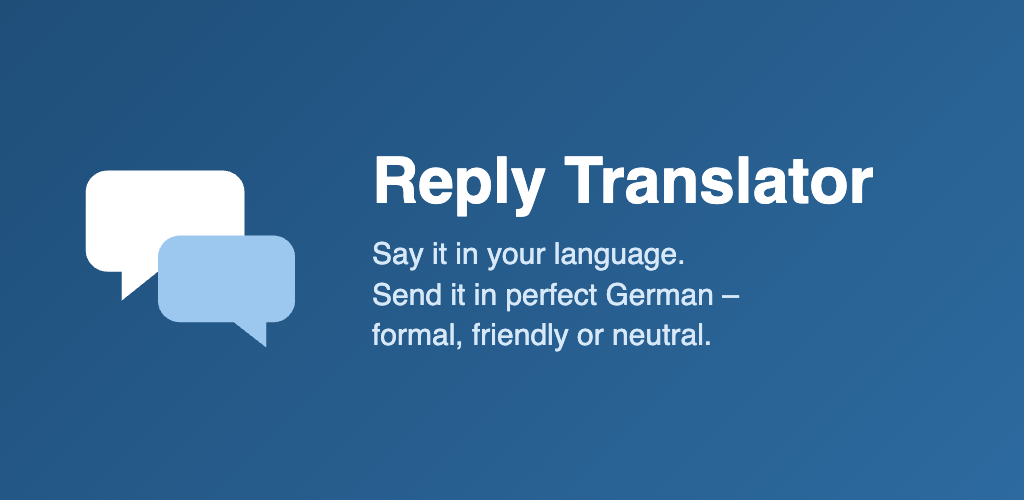 Reply Translator
Say it in your language.
Send it in perfect German –
formal, friendly or neutral.